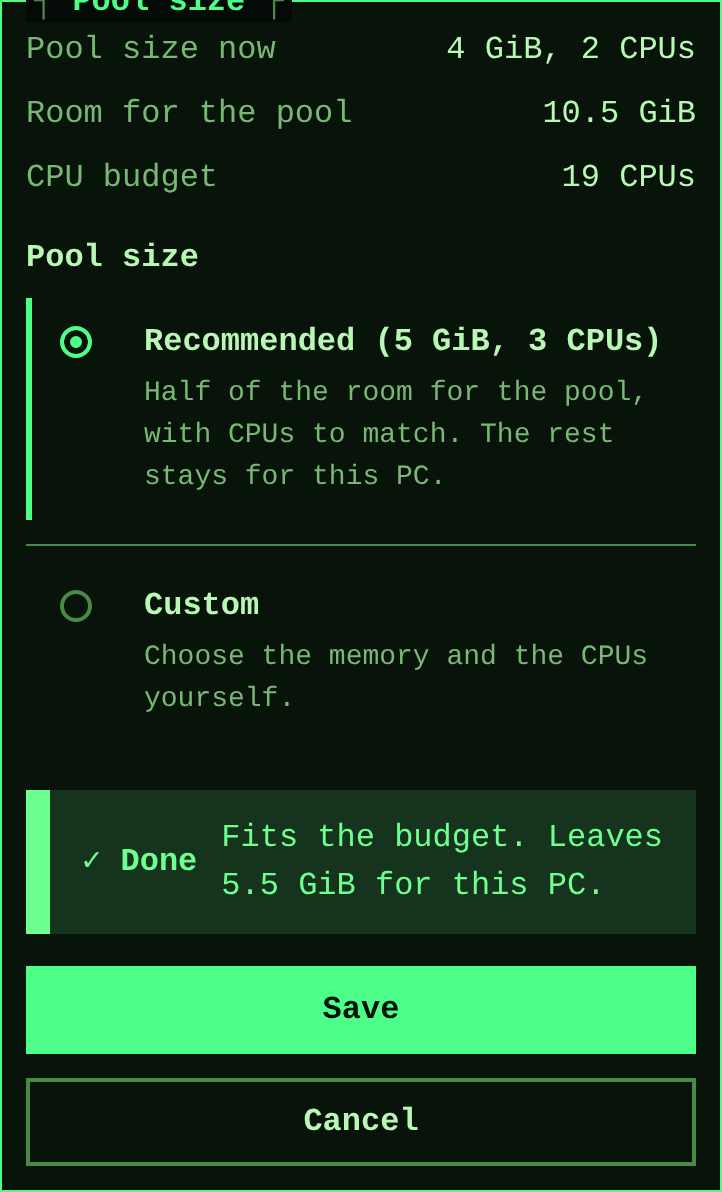 Pool size
Pool size now 4 GiB, 2 CPUs
Room for the pool 10.5 GiB
CPU budget 19 CPUs
Pool size
Recommended (5 GiB, 3 CPUs)
Half of the room for the pool,
with CPUs to match. The rest
stays for this PC.
Custom
Choose the memory and the CPUs
yourself.
✓ Done Fits the budget. Leaves
5.5 GiB for this PC.
Save
Cancel